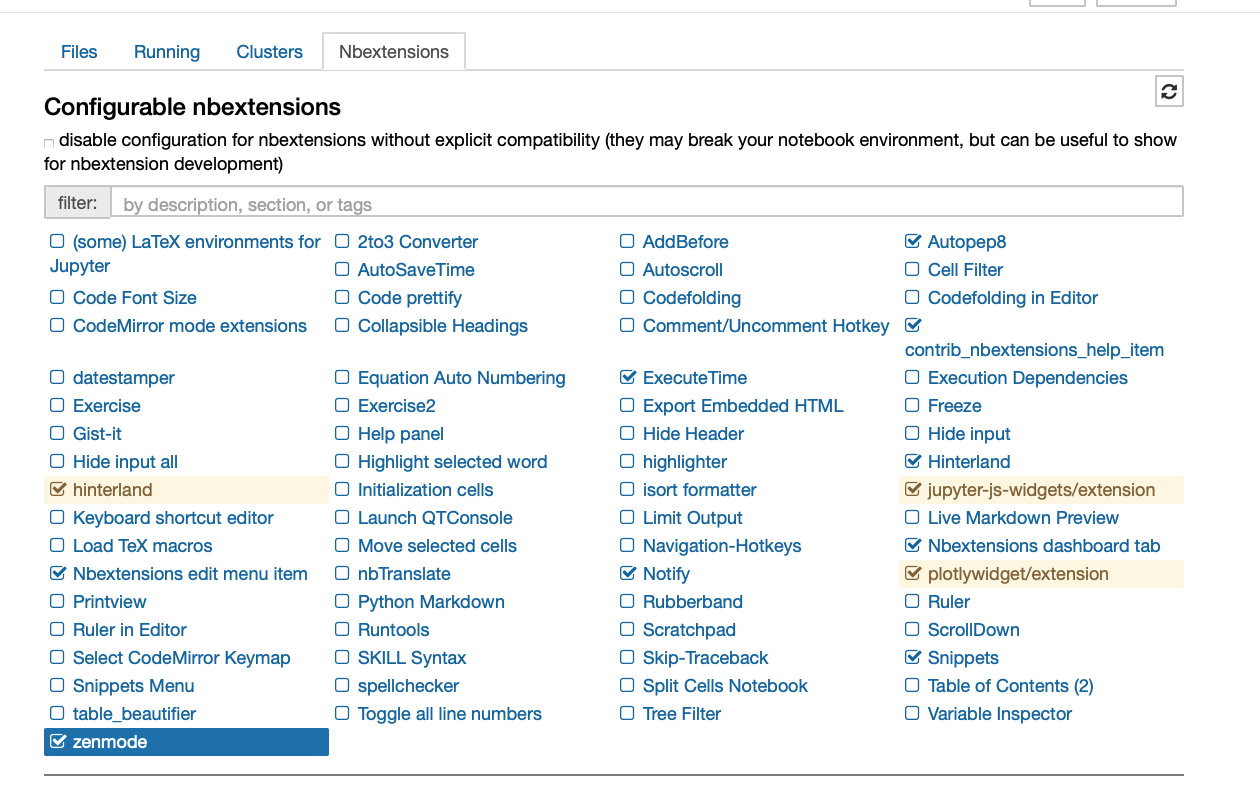 Files Running Clusters Nbextensions
Configurable nbextensions
disable configuration for nbextensions without explicit compatibility (they may break your notebook environment, but can be useful to show
for nbextension development)
filter: by description, section, or tags
(some) LaTeX environments for 2to3 Converter AddBefore Autopep8
Jupyter AutoSaveTime Autoscroll Cell Filter
Code Font Size Code prettify Codefolding Codefolding in Editor
CodeMirror mode extensions Collapsible Headings Comment/Uncomment Hotkey
contrib_nbextensions_help_item
datestamper Equation Auto Numbering ExecuteTime Execution Dependencies
Exercise Exercise2 Export Embedded HTML Freeze
Gist-it Help panel Hide Header Hide input
Hide input all Highlight selected word highlighter Hinterland
hinterland Initialization cells isort formatter jupyter-js-widgets/extension
Keyboard shortcut editor Launch QTConsole Limit Output Live Markdown Preview
Load TeX macros Move selected cells Navigation-Hotkeys Nbextensions dashboard tab
Nbextensions edit menu item nbTranslate Notify plotlywidget/extension
Printview Python Markdown Rubberband Ruler
Ruler in Editor Runtools Scratchpad ScrollDown
Select CodeMirror Keymap SKILL Syntax Skip-Traceback Snippets
Snippets Menu spellchecker Split Cells Notebook Table of Contents (2)
table_beautifier Toggle all line numbers Tree Filter Variable Inspector
zenmode